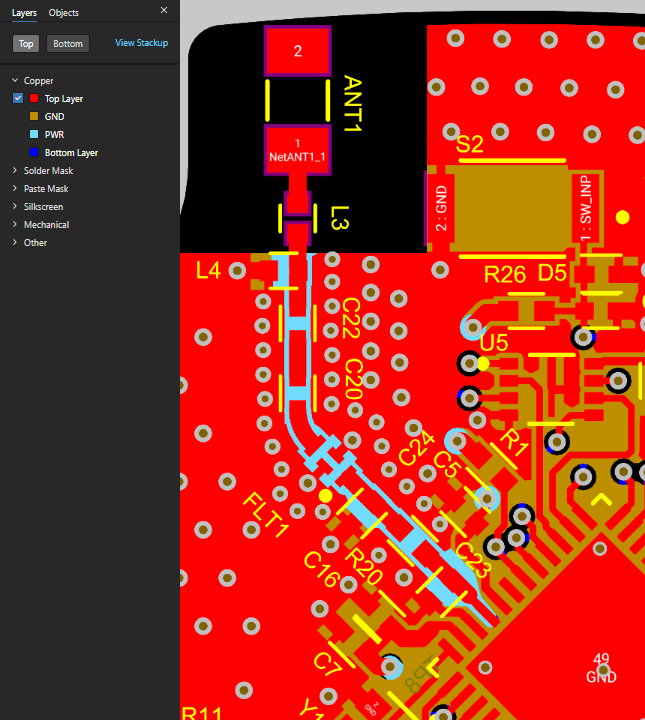 Layers Objects
Top Bottom View Stackup
Copper
Top Layer
GND
PWR
Bottom Layer
Solder Mask
Paste Mask
Silkscreen
Mechanical
Other
2
ANT1
1
NetANT1_1
S2
2 : GND
1 : SW_INP
L3
L4
R26 D5
C22
U5
C20
C24
C5
R1
FLT1
C16
R20
C23
C7
49
GND
R11
Y1
2
GND